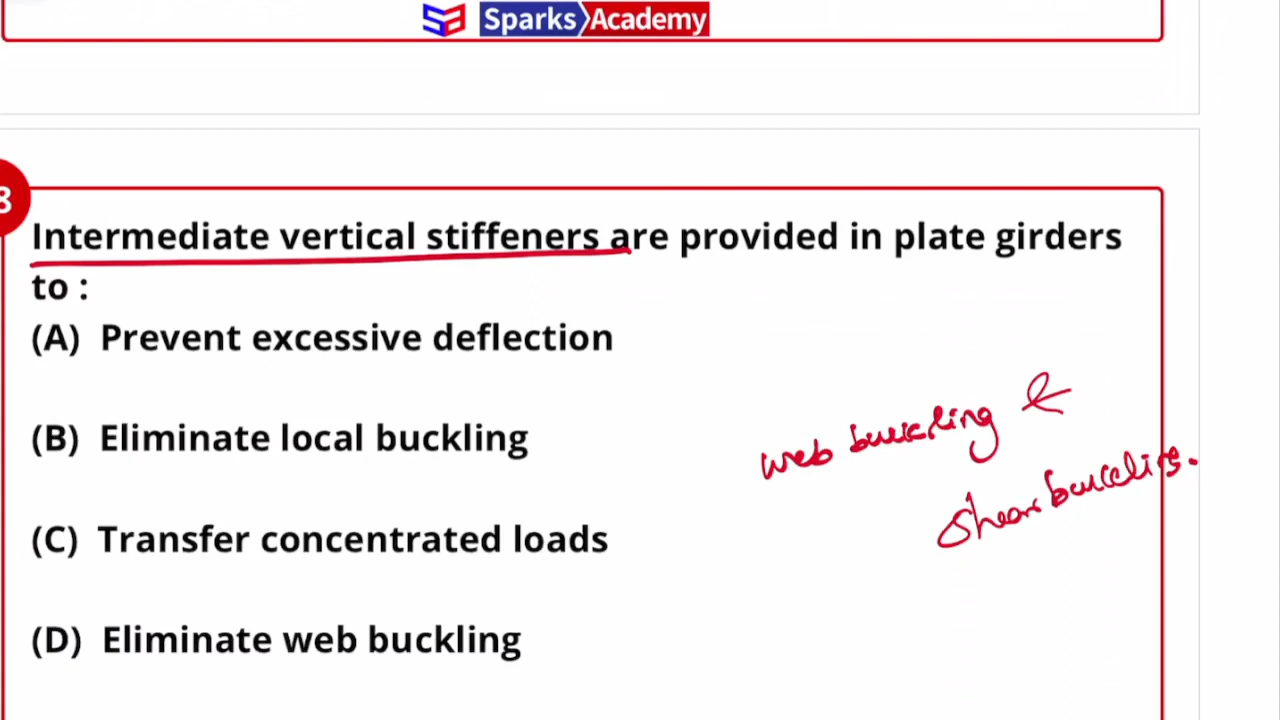 Sparks Academy
8
Intermediate vertical stiffeners are provided in plate girders
to :
(A) Prevent excessive deflection
(B) Eliminate local buckling
web buckling &
shear buckling.
(C) Transfer concentrated loads
(D) Eliminate web buckling